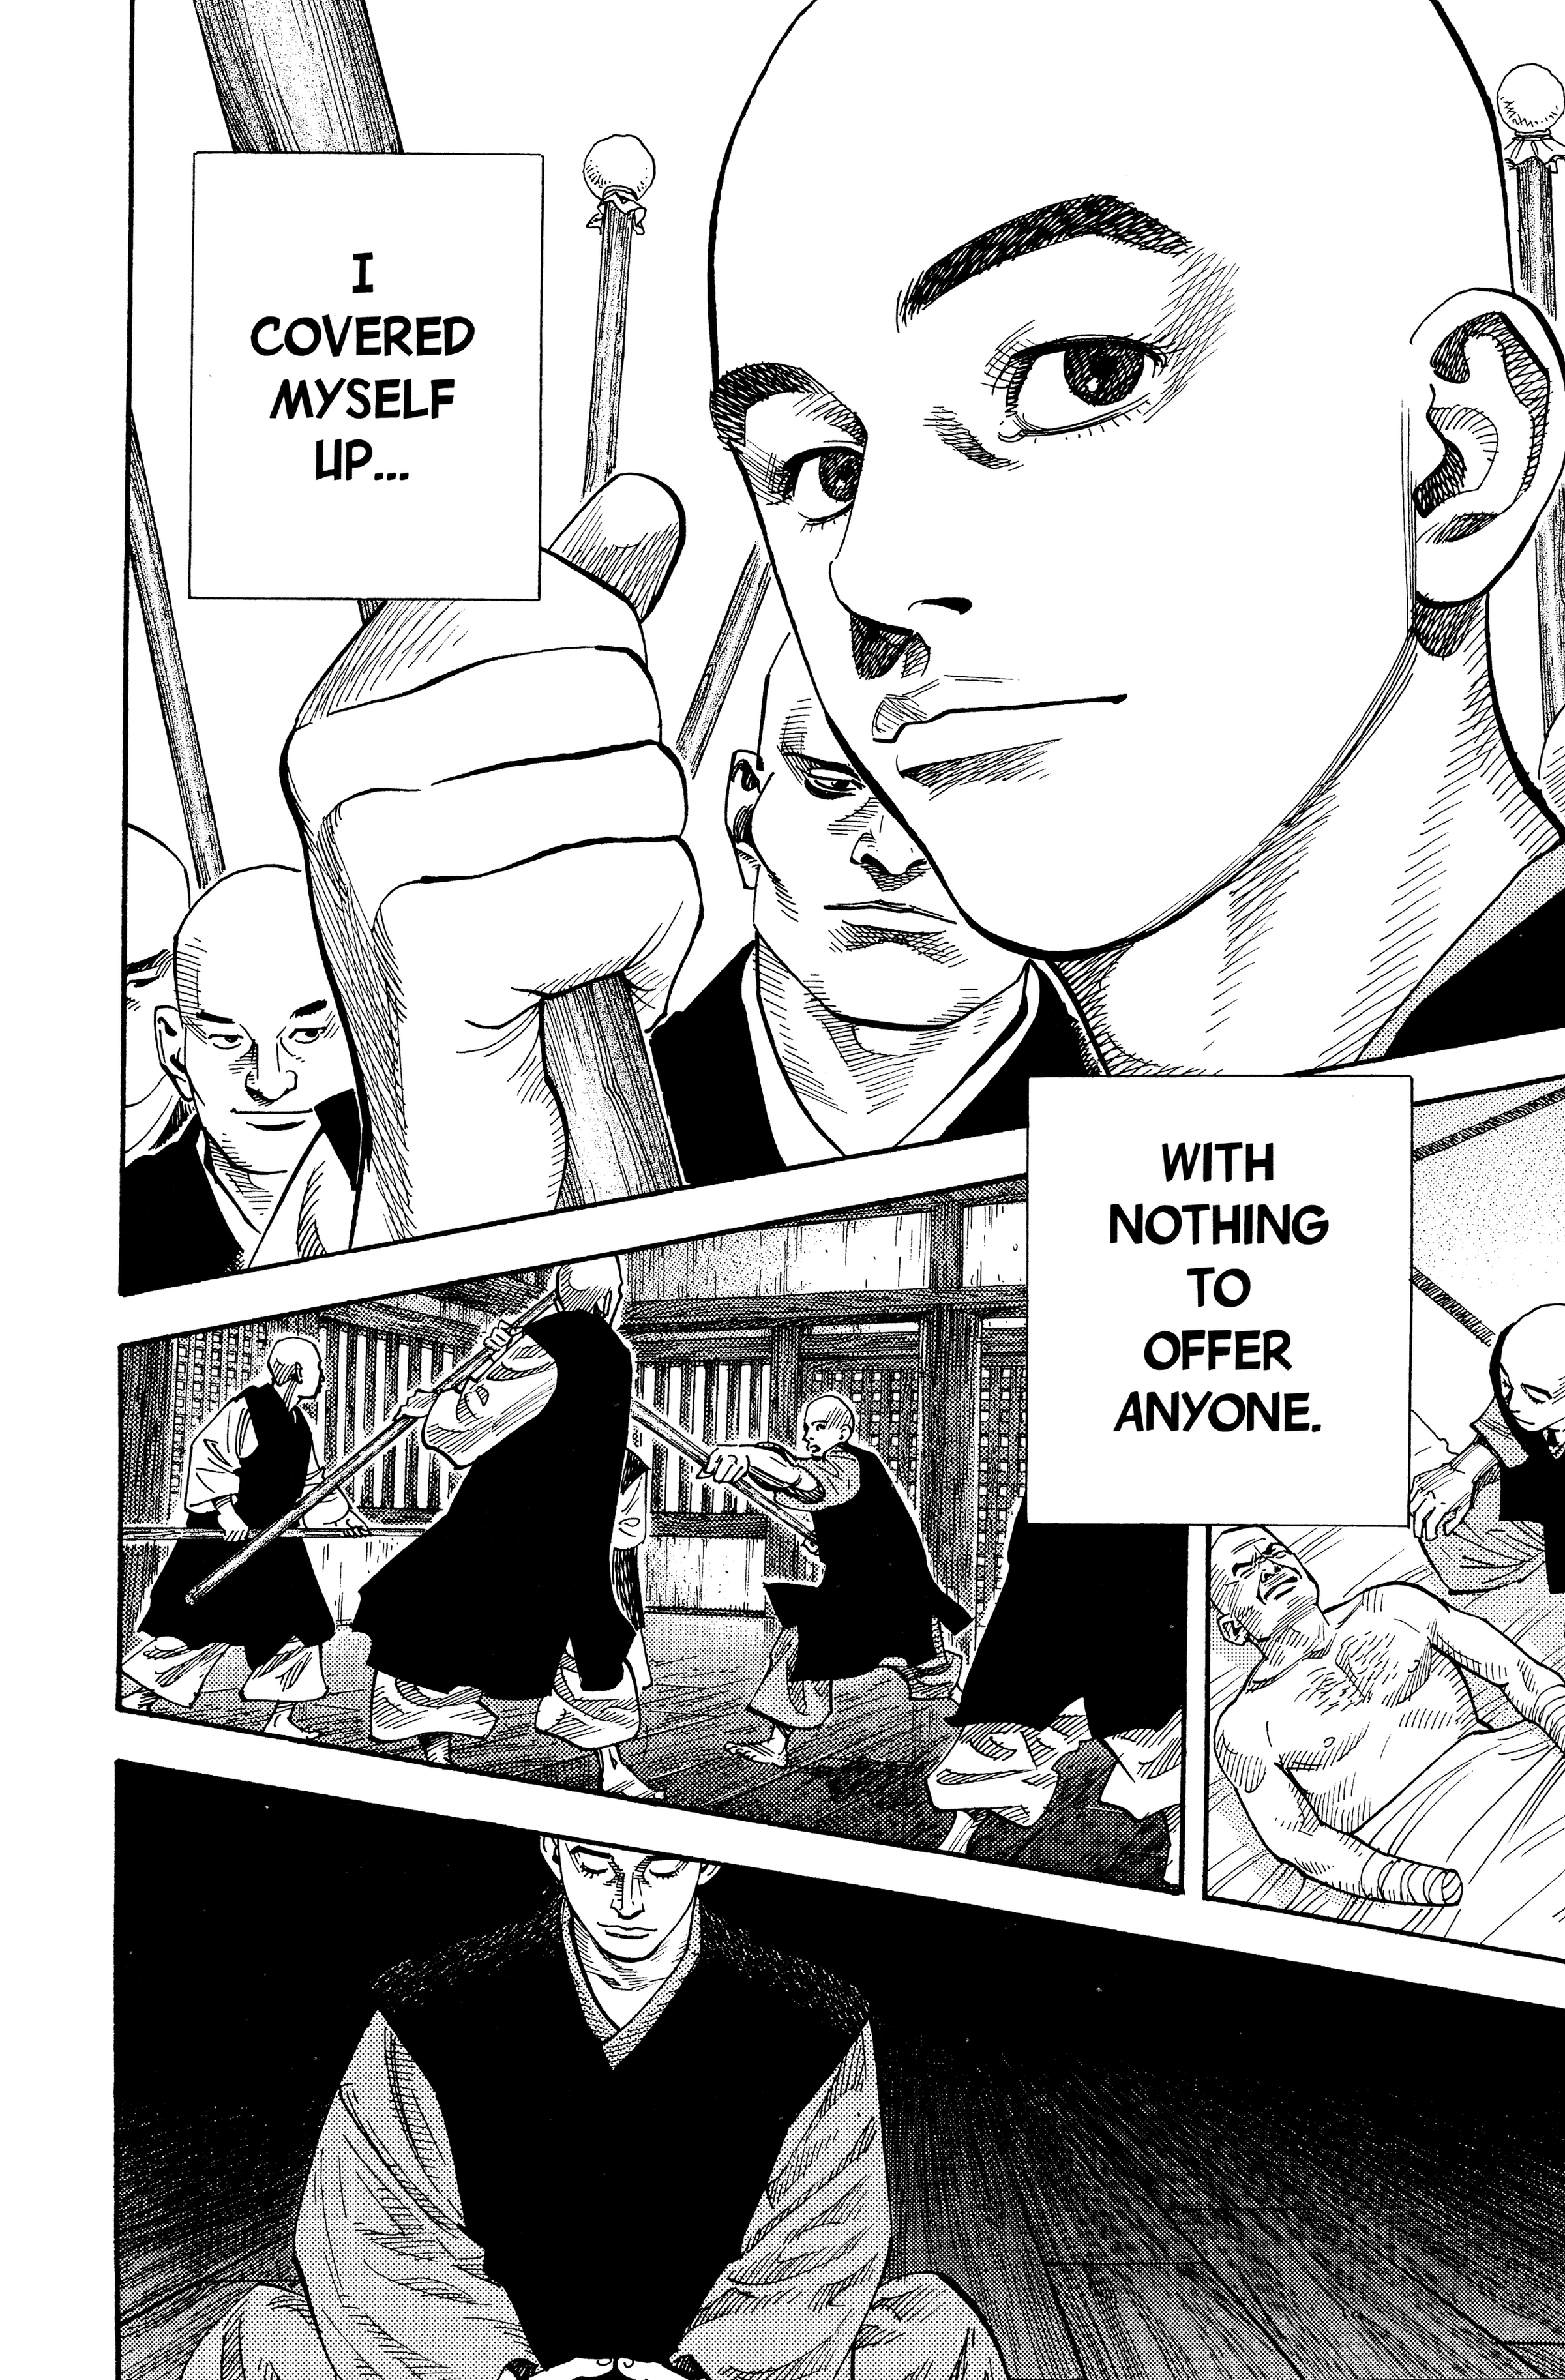 I
COVERED
MYSELF
UP...
WITH
NOTHING
TO
OFFER
ANYONE.